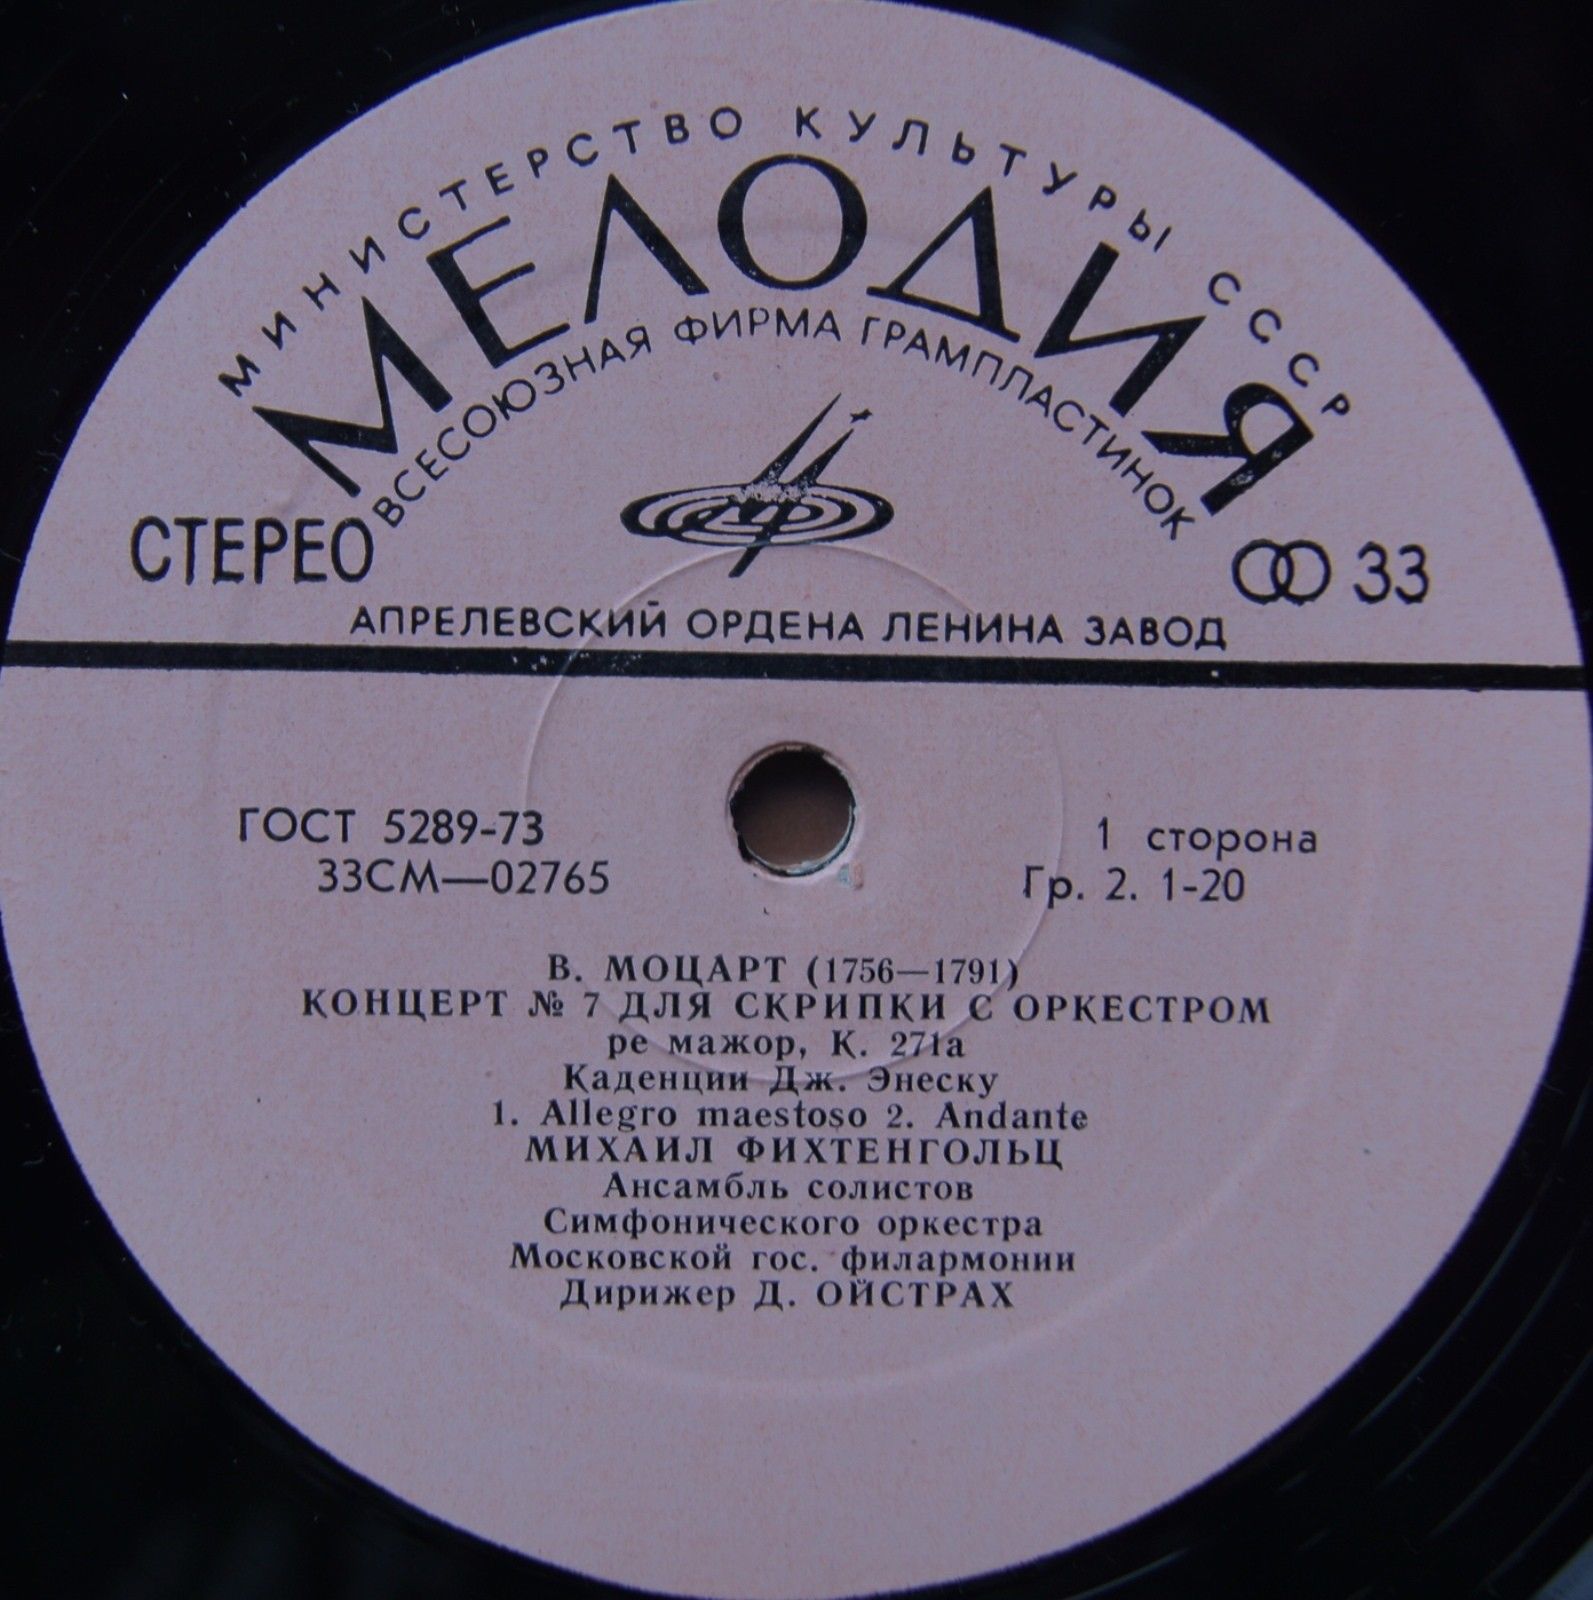 МИНИСТЕРСТВО КУЛЬТУРЫ СССР
МЕЛОДИЯ
ВСЕСОЮЗНАЯ ФИРМА ГРАМПЛАСТИНОК
СТЕРЕО
33
АПРЕЛЕВСКИЙ ОРДЕНА ЛЕНИНА ЗАВОД
ГОСТ 5289-73
33СМ—02765
1 сторона
Гр. 2. 1-20
В. МОЦАРТ (1756—1791)
КОНЦЕРТ № 7 ДЛЯ СКРИПКИ С ОРКЕСТРОМ
ре мажор, К. 271а
Каденции Дж. Энеску
1. Allegro maestoso 2. Andante
МИХАИЛ ФИХТЕНГОЛЬЦ
Ансамбль солистов
Симфонического оркестра
Московской гос. филармонии
Дирижер Д. ОЙСТРАХ